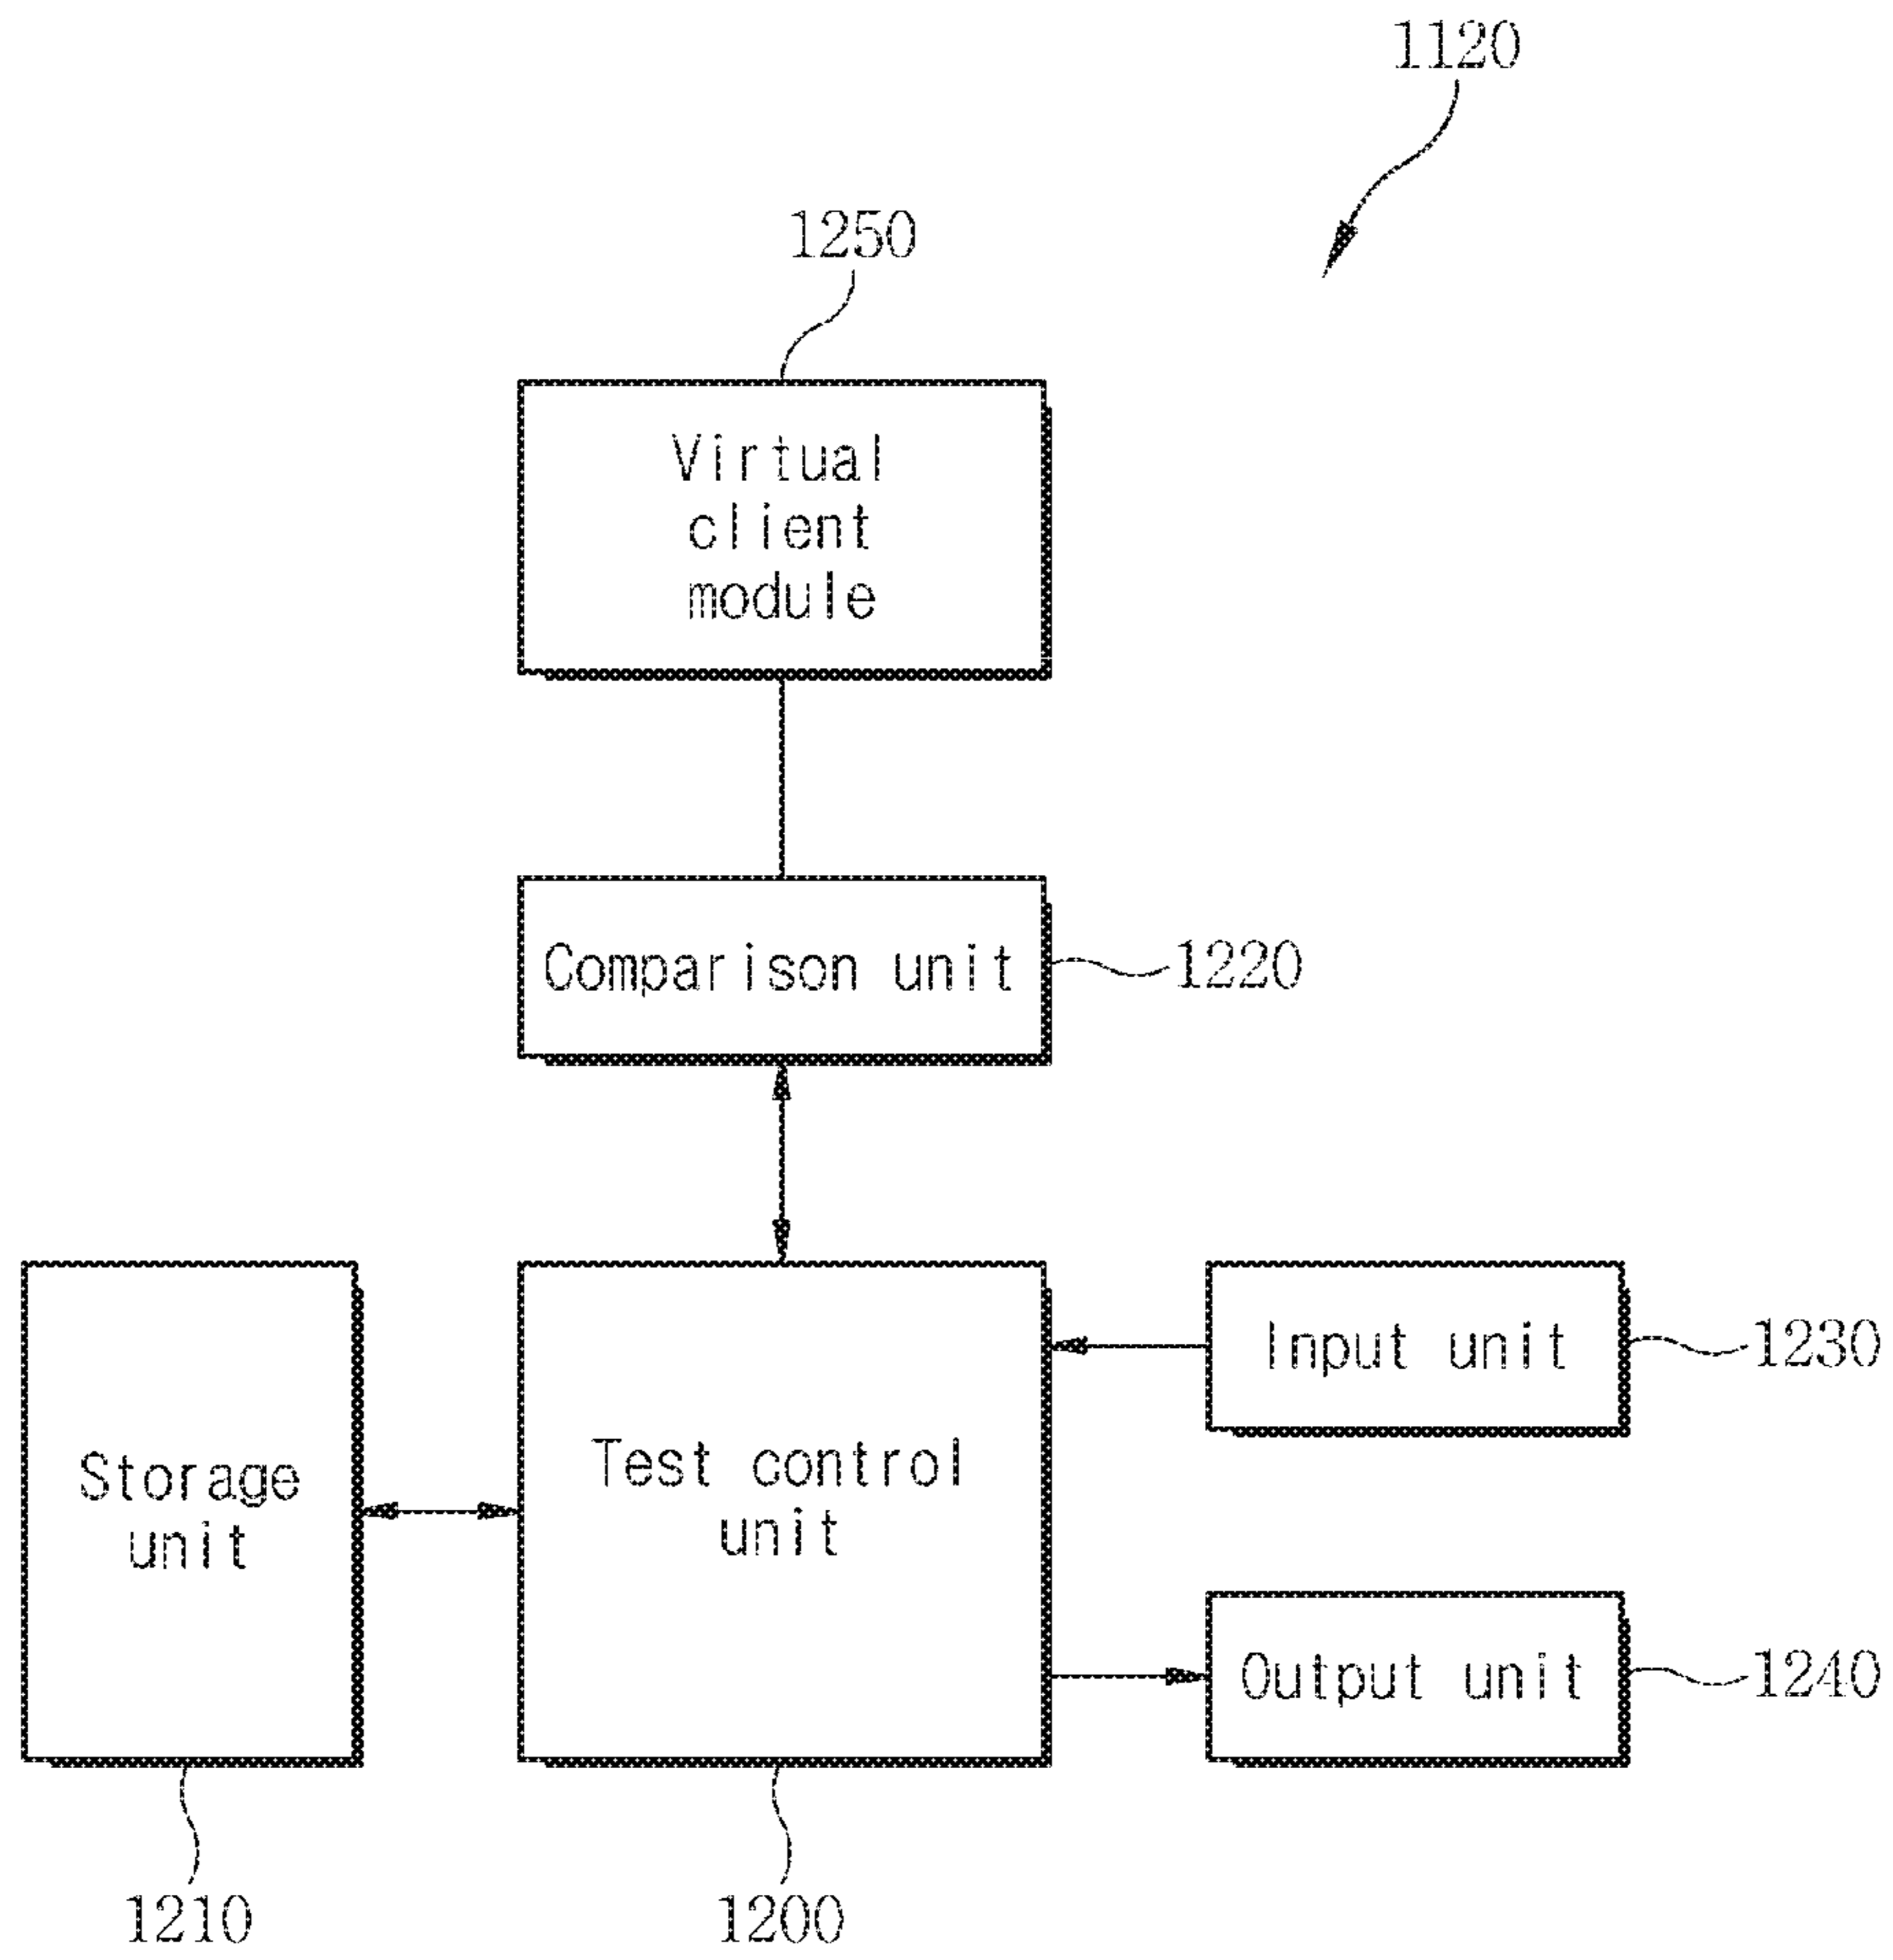 1120
1250
Virtual
client
module
Comparison unit
1220
Input unit
1230
Storage
unit
Test control
unit
Output unit
1240
1210
1200